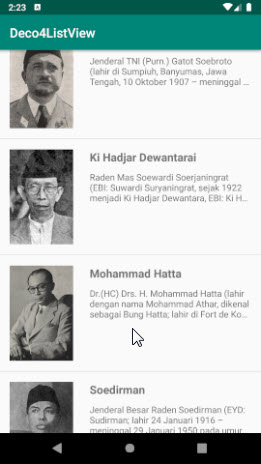 2:23
Deco4ListView
Jenderal TNI (Purn.) Gatot Soebroto
(lahir di Sumpiuh, Banyumas, Jawa
Tengah, 10 Oktober 1907 – meninggal ...
Ki Hadjar Dewantarai
Raden Mas Soewardi Soerjaningrat
(EBI: Suwardi Suryaningrat, sejak 1922
menjadi Ki Hadjar Dewantara, EBI: Ki H...
Mohammad Hatta
Dr.(HC) Drs. H. Mohammad Hatta (lahir
dengan nama Mohammad Athar, dikenal
sebagai Bung Hatta; lahir di Fort de Ko...
Soedirman
Jenderal Besar Raden Soedirman (EYD:
Sudirman; lahir 24 Januari 1916 –
meninggal 29 Januari 1950 pada umur